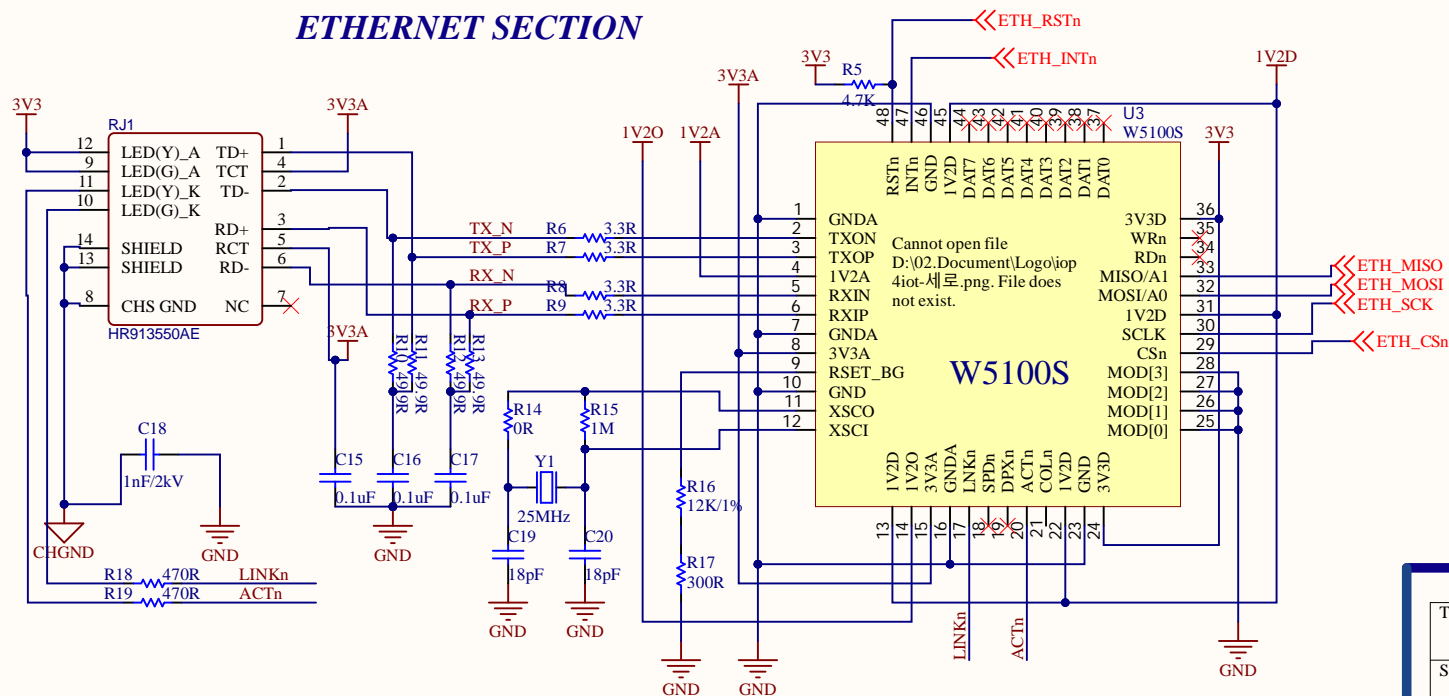 ETHERNET SECTION
ETH_RSTn
ETH_INTn
3V3
R5
4.7K
3V3A
1V2D
3V3
3V3A
RJ1
12 LED(Y)_A TD+ 1
9 LED(G)_A TCT 4
11 LED(Y)_K TD- 2
10 LED(G)_K
RD+ 3
14 SHIELD RCT 5
13 SHIELD RD- 6
8 CHS GND NC 7
HR913550AE
1V2O
1V2A
U3
W5100S
3V3
48 47 46 45 44 43 42 41 40 39 38 37
RSTn INTn GND 1V2D DAT7 DAT6 DAT5 DAT4 DAT3 DAT2 DAT1 DAT0
1 GNDA
2 TXON
3 TXOP
4 1V2A
5 RXIN
6 RXIP
7 GNDA
8 3V3A
9 RSET_BG
10 GND
11 XSCO
12 XSCI
Cannot open file
D:\02.Document\Logo\iop
4iot-세로.png. File does
not exist.
W5100S
3V3D 36
WRn 35
RDn 34
MISO/A1 33
MOSI/A0 32
1V2D 31
SCLK 30
CSn 29
MOD[3] 28
MOD[2] 27
MOD[1] 26
MOD[0] 25
ETH_MISO
ETH_MOSI
ETH_SCK
ETH_CSn
1V2D 1V2O 3V3A GNDA LNKn SPDn DPXn ACTn COLn 1V2D GND 3V3D
13 14 15 16 17 18 19 20 21 22 23 24
TX_N R6 3.3R
TX_P R7 3.3R
RX_N R8 3.3R
RX_P R9 3.3R
3V3A
R10 49.9R
R11 49.9R
R12 49.9R
R13 49.9R
C15
0.1uF
C16
0.1uF
C17
0.1uF
GND
C18
1nF/2kV
CHGND
GND
R14
0R
R15
1M
Y1
25MHz
C19
18pF
C20
18pF
GND
GND
R16
12K/1%
R17
300R
GND
GND
R18 470R LINKn
R19 470R ACTn
LINKn
ACTn
GND
T
S